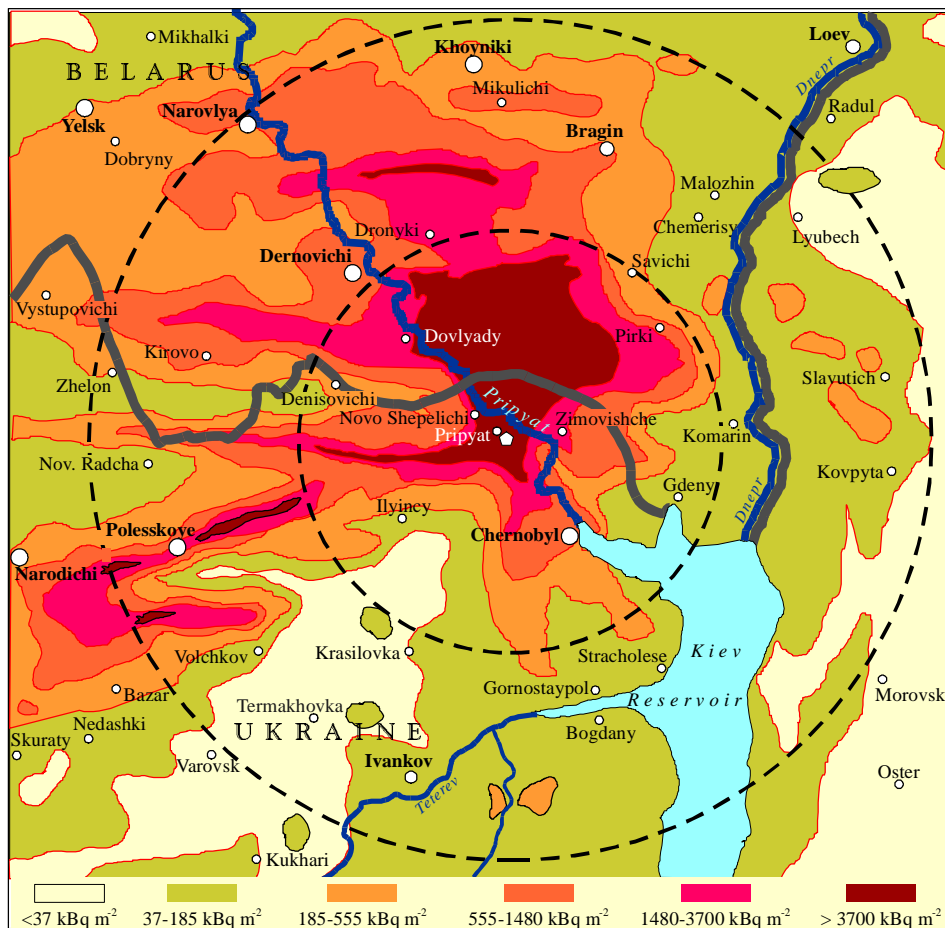 Mikhalki
Khoyniki
Loev
BELARUS
Dnepr
Mikulichi
Narovlya
Radul
Yelsk
Bragin
Dobryny
Malozhin
Chemerisy
Lyubech
Dronyki
Dernovichi
Savichi
Vystupovichi
Dovlyady
Pirki
Kirovo
Zhelon
Slavutich
Denisovichi
Pripyat
Novo Shepelichi
Zimovishche
Pripyat
Komarin
Nov. Radcha
Kovpyta
Gdeny
Dnepr
Ilyincy
Polesskoye
Chernobyl
Narodichi
Volchkov
Krasilovka
Stracholese
Kiev
Bazar
Gornostaypol
Reservoir
Morovsk
Termakhovka
Nedashki
UKRAINE
Bogdany
Skuraty
Varovsk
Ivankov
Teterev
Oster
Kukhari
<37 kBq m-2
37-185 kBq m-2
185-555 kBq m-2
555-1480 kBq m-2
1480-3700 kBq m-2
> 3700 kBq m-2